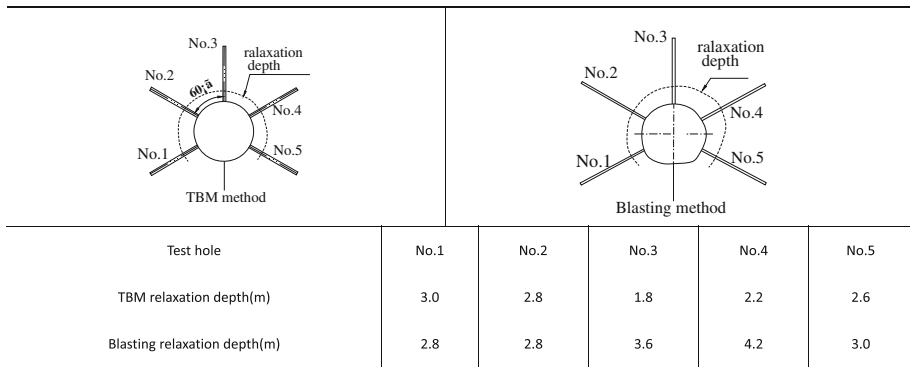 No.3
ralaxation
depth
No.2
60¡ã
No.4
No.1
No.5
TBM method
No.3
ralaxation
depth
No.2
No.4
No.1
No.5
Blasting method
Test hole No.1 No.2 No.3 No.4 No.5
TBM relaxation depth(m) 3.0 2.8 1.8 2.2 2.6
Blasting relaxation depth(m) 2.8 2.8 3.6 4.2 3.0